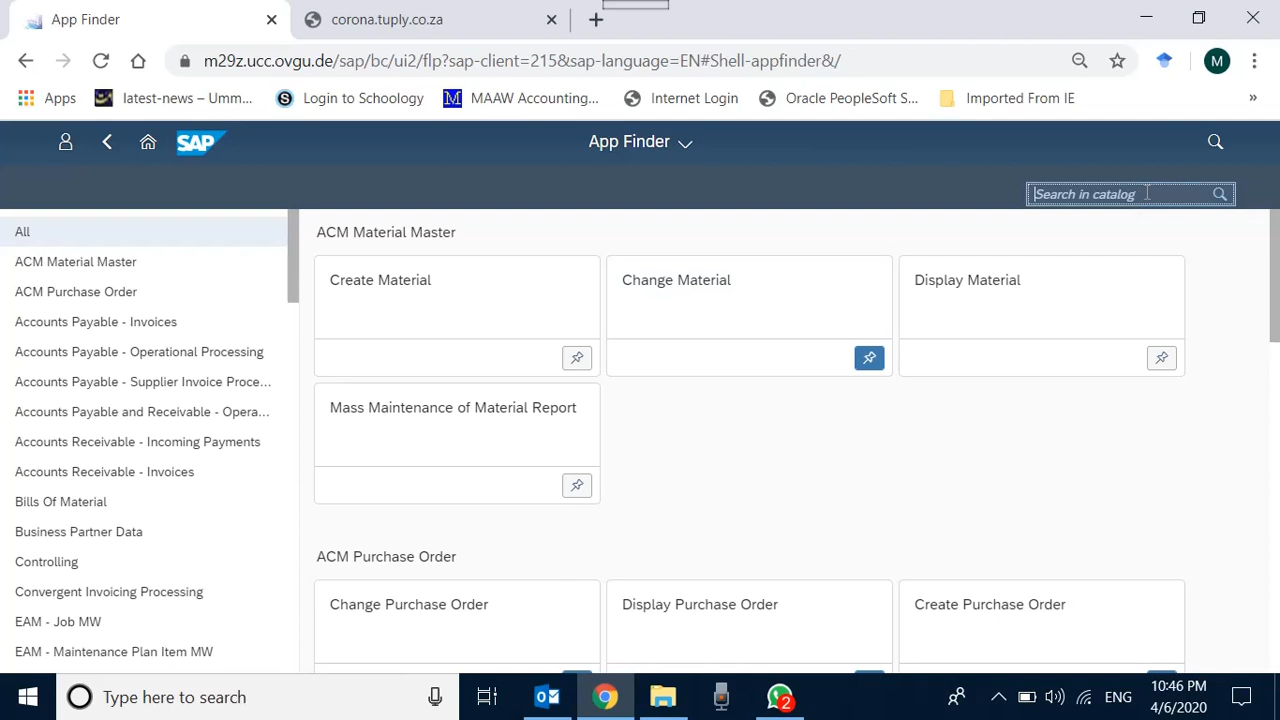 App Finder
corona.tuply.co.za
m29z.ucc.ovgu.de/sap/bc/ui2/flp?sap-client=215&sap-language=EN#Shell-appfinder&/
M
Apps
latest-news – Umm...
S
Login to Schoology
M
MAAW Accounting...
Internet Login
Oracle PeopleSoft S...
Imported From IE
»
SAP
App Finder
Search in catalog
All
ACM Material Master
ACM Purchase Order
Accounts Payable - Invoices
Accounts Payable - Operational Processing
Accounts Payable - Supplier Invoice Proce...
Accounts Payable and Receivable - Opera...
Accounts Receivable - Incoming Payments
Accounts Receivable - Invoices
Bills Of Material
Business Partner Data
Controlling
Convergent Invoicing Processing
EAM - Job MW
EAM - Maintenance Plan Item MW
ACM Material Master
Create Material
Change Material
Display Material
Mass Maintenance of Material Report
ACM Purchase Order
Change Purchase Order
Display Purchase Order
Create Purchase Order
Type here to search
2
ENG
10:46 PM
4/6/2020